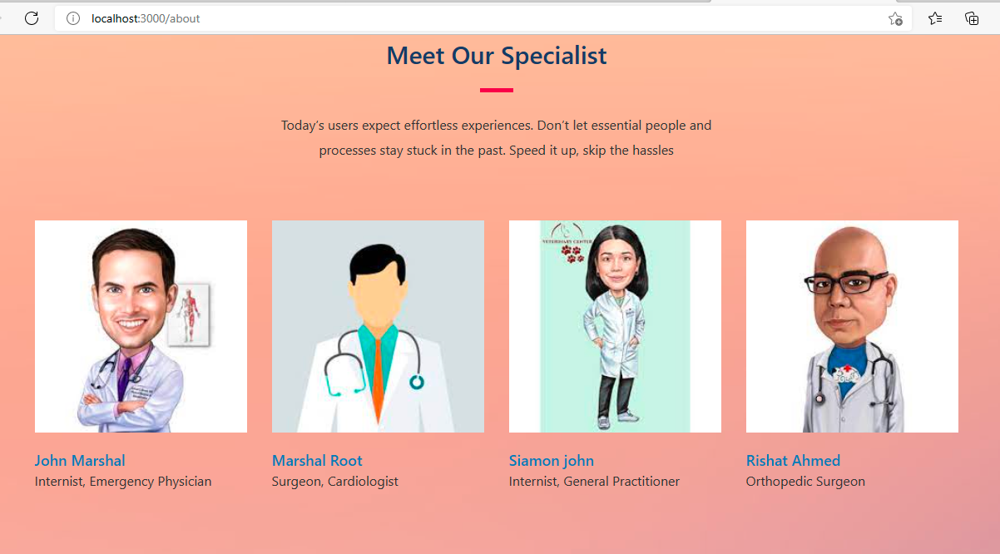 localhost:3000/about
Meet Our Specialist
Today's users expect effortless experiences. Don't let essential people and
processes stay stuck in the past. Speed it up, skip the hassles
VETERINARY CENTER
John Marshal
Internist, Emergency Physician
Marshal Root
Surgeon, Cardiologist
Siamon john
Internist, General Practitioner
Rishat Ahmed
Orthopedic Surgeon